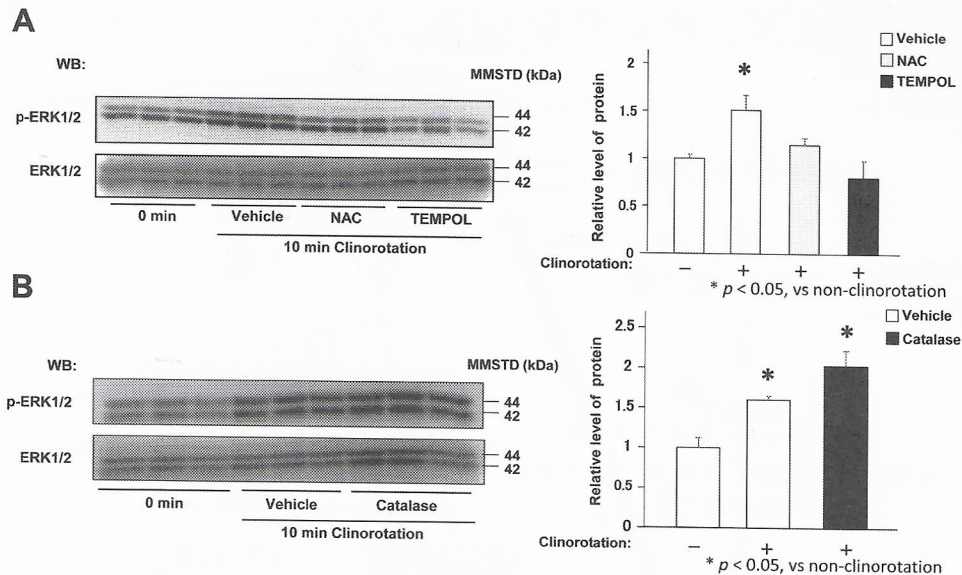 A
WB:
MMSTD (kDa)
p-ERK1/2
44
42
ERK1/2
44
42
0 min
Vehicle
NAC
TEMPOL
10 min Clinorotation
Relative level of protein
2
1.5
1
0.5
0
Vehicle
NAC
TEMPOL
*
Clinorotation: − + + +
* p < 0.05, vs non-clinorotation
B
WB:
MMSTD (kDa)
p-ERK1/2
44
42
ERK1/2
44
42
0 min
Vehicle
Catalase
10 min Clinorotation
Relative level of protein
2.5
2
1.5
1
0.5
0
Vehicle
Catalase
*
*
Clinorotation: − + +
* p < 0.05, vs non-clinorotation